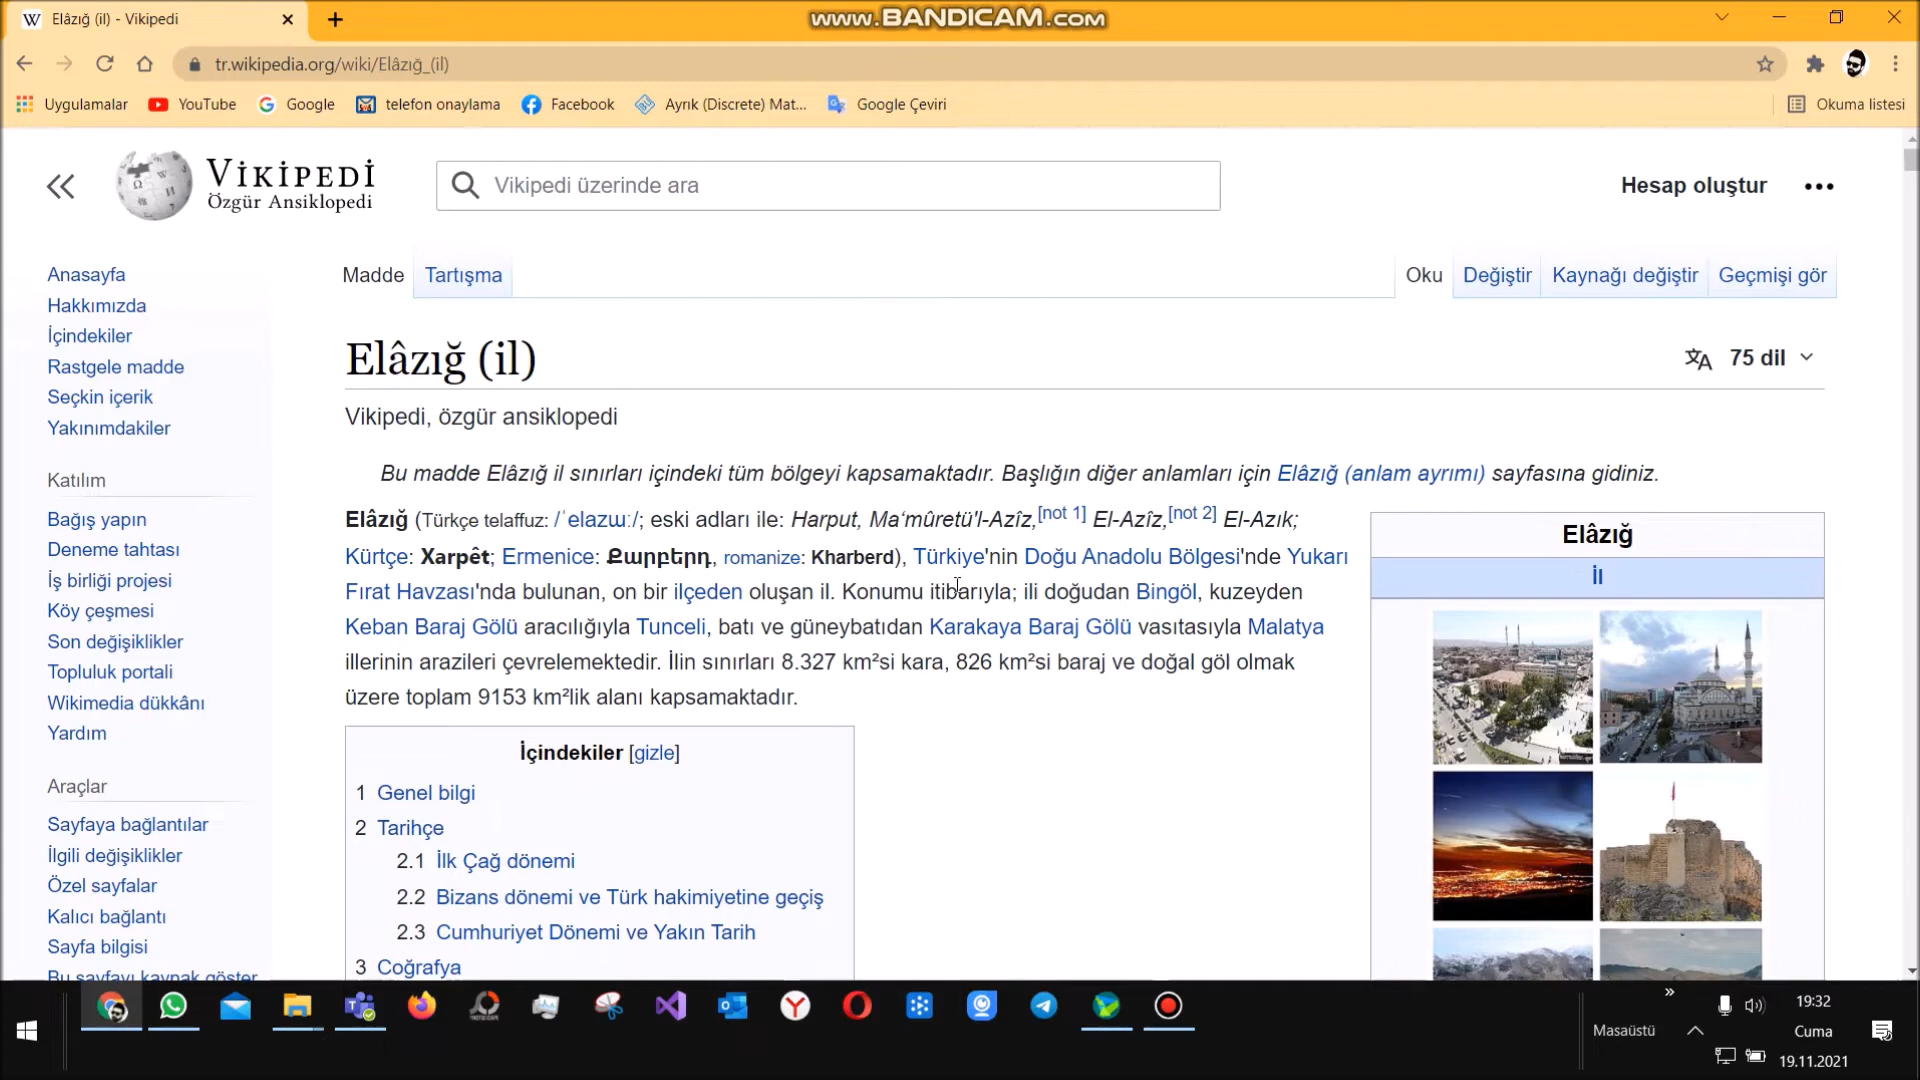 Elâzığ (il) - Vikipedi
www.BANDICAM.com
tr.wikipedia.org/wiki/Elâzığ_(il)
Uygulamalar YouTube Google telefon onaylama Facebook Ayrık (Discrete) Mat... Google Çeviri Okuma listesi
VİKİPEDİ
Özgür Ansiklopedi
Vikipedi üzerinde ara
Hesap oluştur
Anasayfa
Hakkımızda
İçindekiler
Rastgele madde
Seçkin içerik
Yakınımdakiler
Katılım
Bağış yapın
Deneme tahtası
İş birliği projesi
Köy çeşmesi
Son değişiklikler
Topluluk portali
Wikimedia dükkânı
Yardım
Araçlar
Sayfaya bağlantılar
İlgili değişiklikler
Özel sayfalar
Kalıcı bağlantı
Sayfa bilgisi
Bu sayfayı kaynak göster
Madde Tartışma Oku Değiştir Kaynağı değiştir Geçmişi gör
Elâzığ (il)
75 dil
Vikipedi, özgür ansiklopedi
Bu madde Elâzığ il sınırları içindeki tüm bölgeyi kapsamaktadır. Başlığın diğer anlamları için Elâzığ (anlam ayrımı) sayfasına gidiniz.
Elâzığ (Türkçe telaffuz: /ˈelazɯː/; eski adları ile: Harput, Ma‘mûretü'l-Azîz,[not 1] El-Azîz,[not 2] El-Azık;
Kürtçe: Xarpêt; Ermenice: Քարբերդ, romanize: Kharberd), Türkiye'nin Doğu Anadolu Bölgesi'nde Yukarı
Fırat Havzası'nda bulunan, on bir ilçeden oluşan il. Konumu itibarıyla; ili doğudan Bingöl, kuzeyden
Keban Baraj Gölü aracılığıyla Tunceli, batı ve güneybatıdan Karakaya Baraj Gölü vasıtasıyla Malatya
illerinin arazileri çevrelemektedir. İlin sınırları 8.327 km²si kara, 826 km²si baraj ve doğal göl olmak
üzere toplam 9153 km²lik alanı kapsamaktadır.
İçindekiler [gizle]
1 Genel bilgi
2 Tarihçe
2.1 İlk Çağ dönemi
2.2 Bizans dönemi ve Türk hakimiyetine geçiş
2.3 Cumhuriyet Dönemi ve Yakın Tarih
3 Coğrafya
Elâzığ
İl
Masaüstü
19:32
Cuma
19.11.2021